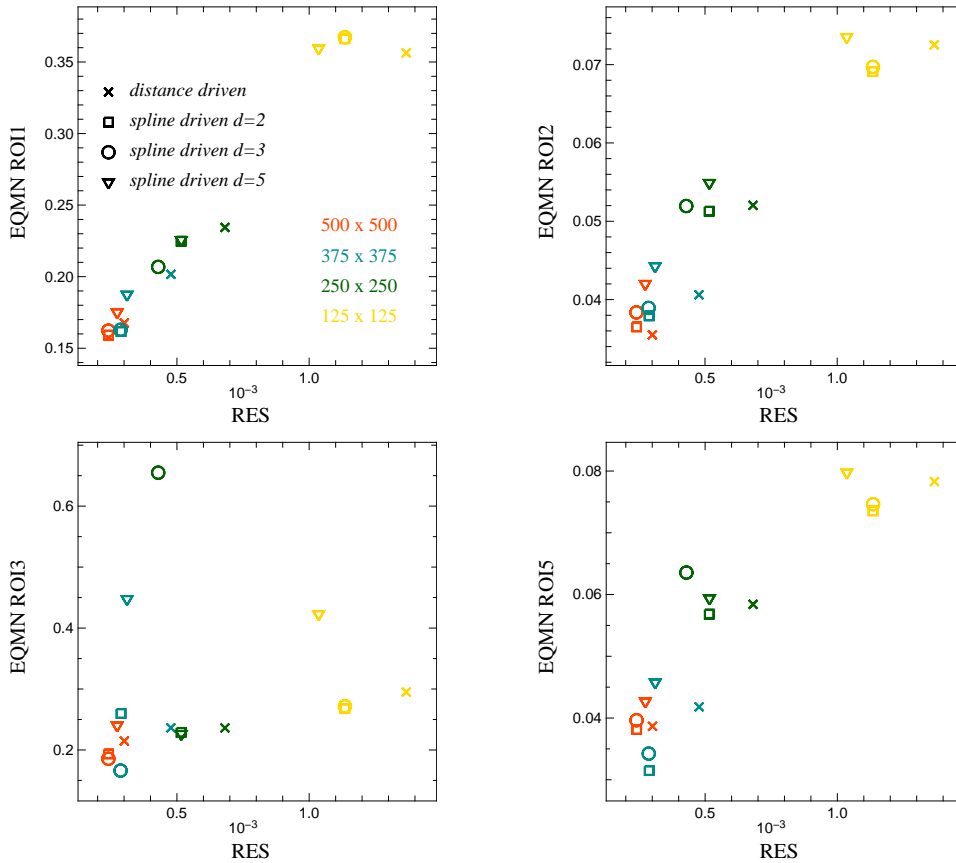 0.35
0.30
0.25
0.20
0.15
EQMN ROI1
distance driven
spline driven d=2
spline driven d=3
spline driven d=5
500 x 500
375 x 375
250 x 250
125 x 125
0.5
1.0
10⁻³
RES
0.07
0.06
0.05
0.04
EQMN ROI2
0.5
1.0
10⁻³
RES
0.6
0.4
0.2
EQMN ROI3
0.5
1.0
10⁻³
RES
0.08
0.06
0.04
EQMN ROI5
0.5
1.0
10⁻³
RES